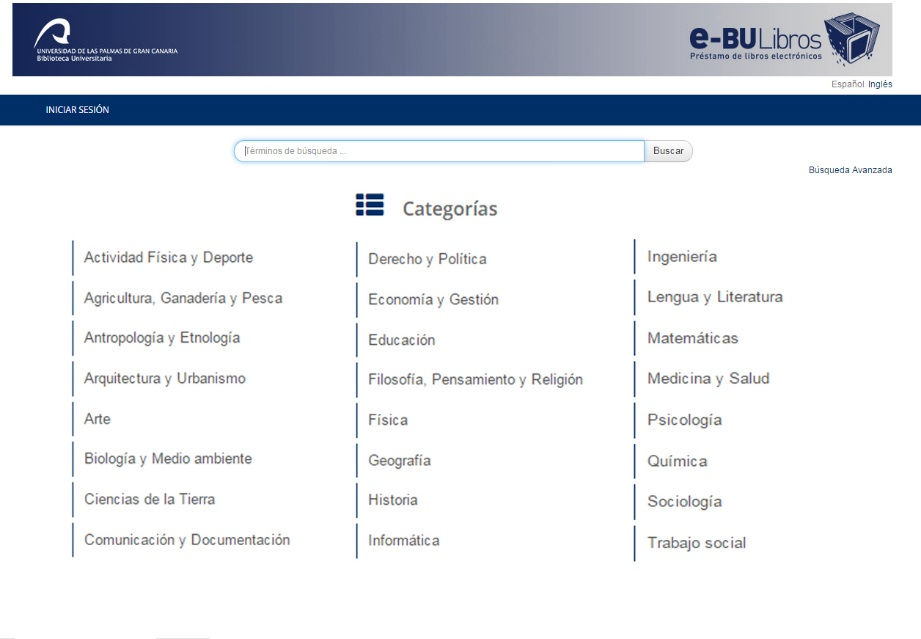 UNIVERSIDAD DE LAS PALMAS DE GRAN CANARIA
Biblioteca Universitaria
e-BULibros
Préstamo de libros electrónicos
Español Inglés
INICIAR SESIÓN
Términos de búsqueda ...
Buscar
Búsqueda Avanzada
Categorías
Actividad Física y Deporte
Agricultura, Ganadería y Pesca
Antropología y Etnología
Arquitectura y Urbanismo
Arte
Biología y Medio ambiente
Ciencias de la Tierra
Comunicación y Documentación
Derecho y Política
Economía y Gestión
Educación
Filosofía, Pensamiento y Religión
Física
Geografía
Historia
Informática
Ingeniería
Lengua y Literatura
Matemáticas
Medicina y Salud
Psicología
Química
Sociología
Trabajo social